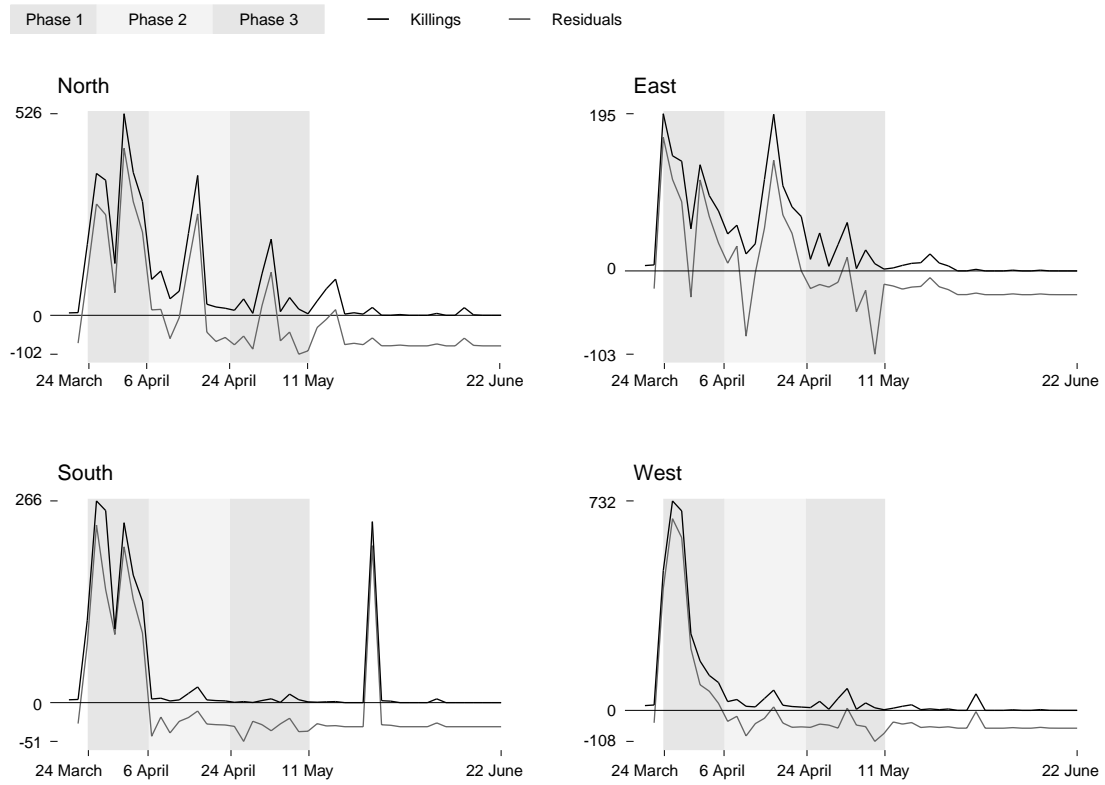 Phase 1 Phase 2 Phase 3 Killings Residuals
North
526
0
-102
24 March 6 April 24 April 11 May 22 June
East
195
0
-103
24 March 6 April 24 April 11 May 22 June
South
266
0
-51
24 March 6 April 24 April 11 May 22 June
West
732
0
-108
24 March 6 April 24 April 11 May 22 June